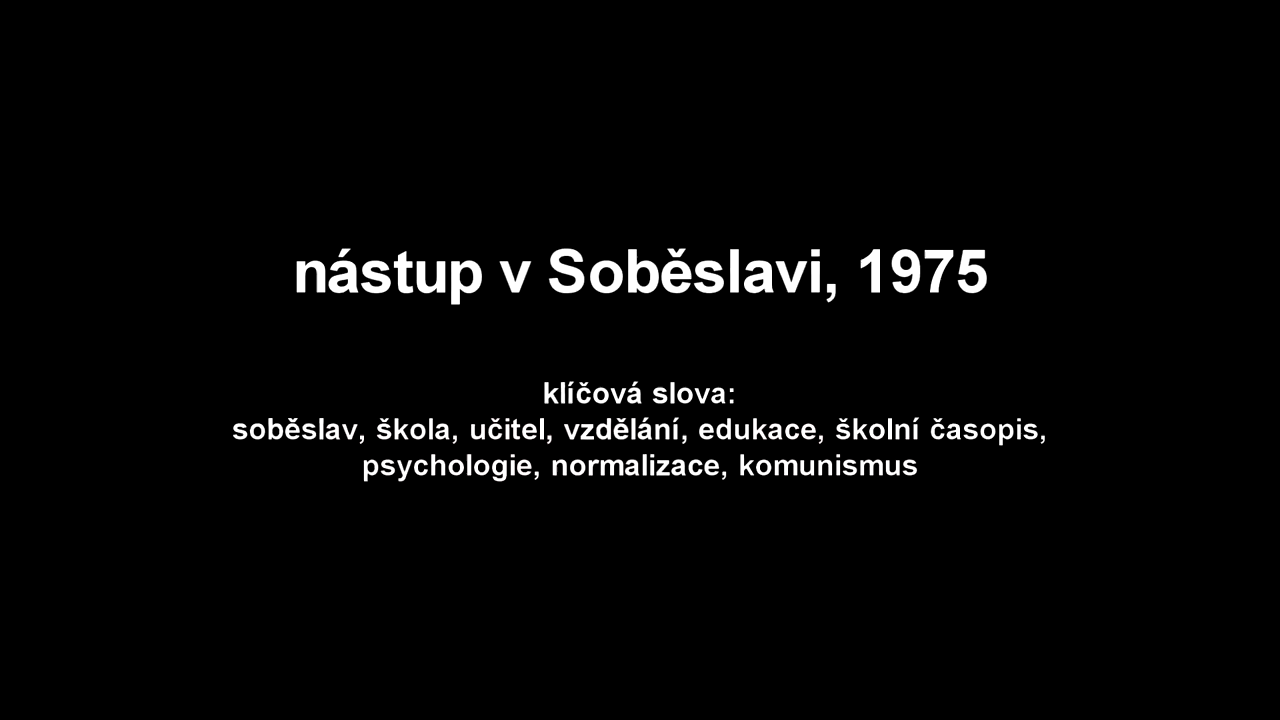 nástup v Soběslavi, 1975
klíčová slova:
soběslav, škola, učitel, vzdělání, edukace, školní časopis,
psychologie, normalizace, komunismus